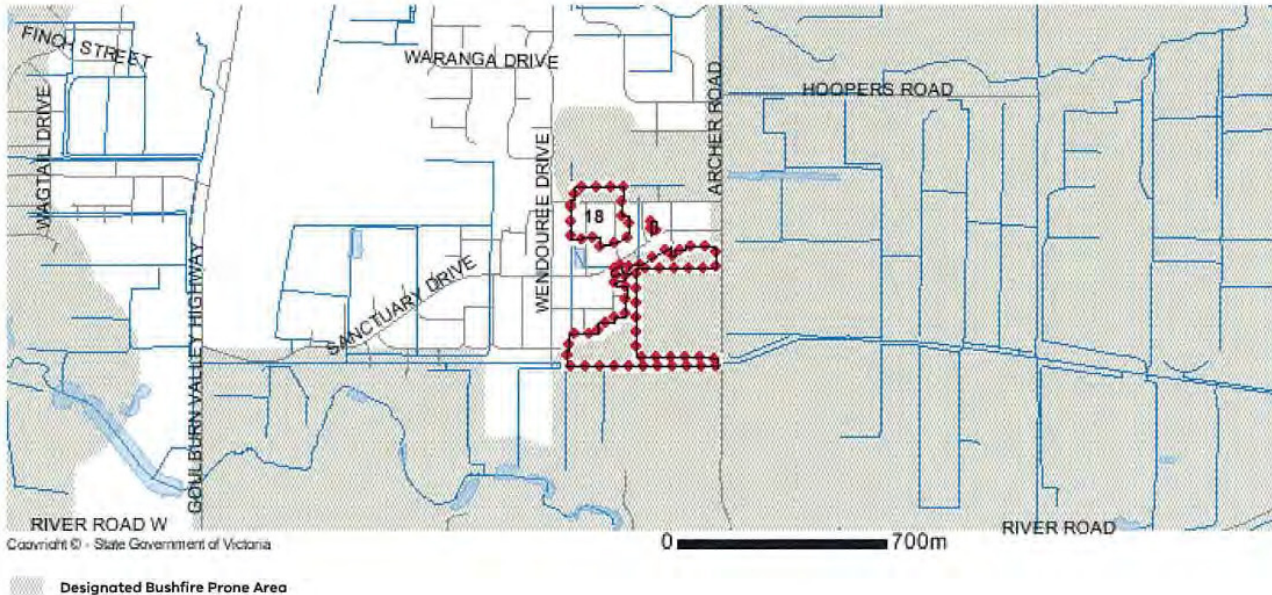 FINCH STREET
WARANGA DRIVE
HOOPERS ROAD
WAGTAIL DRIVE
WENDOUREE DRIVE
ARCHER ROAD
18
GOULBURN VALLEY HIGHWAY
SANCTUARY DRIVE
RIVER ROAD W
RIVER ROAD
Copyright © - State Government of Victoria
0 700m
Designated Bushfire Prone Area